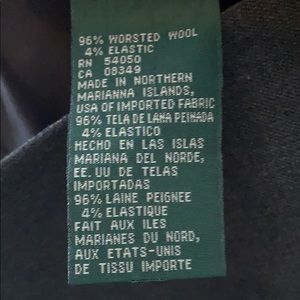 96% WORSTED WOOL
4% ELASTIC
RN 54050
CA 08349
MADE IN NORTHERN
MARIANNA ISLANDS,
USA OF IMPORTED FABRIC
96% TELA DE LANA PEINADA
4% ELASTICO
HECHO EN LAS ISLAS
MARIANA DEL NORDE,
EE. UU DE TELAS
IMPORTADAS
96% LAINE PEIGNEE
4% ELASTIQUE
FAIT AUX ILES
MARIANES DU NORD,
AUX ETATS-UNIS
DE TISSU IMPORTE